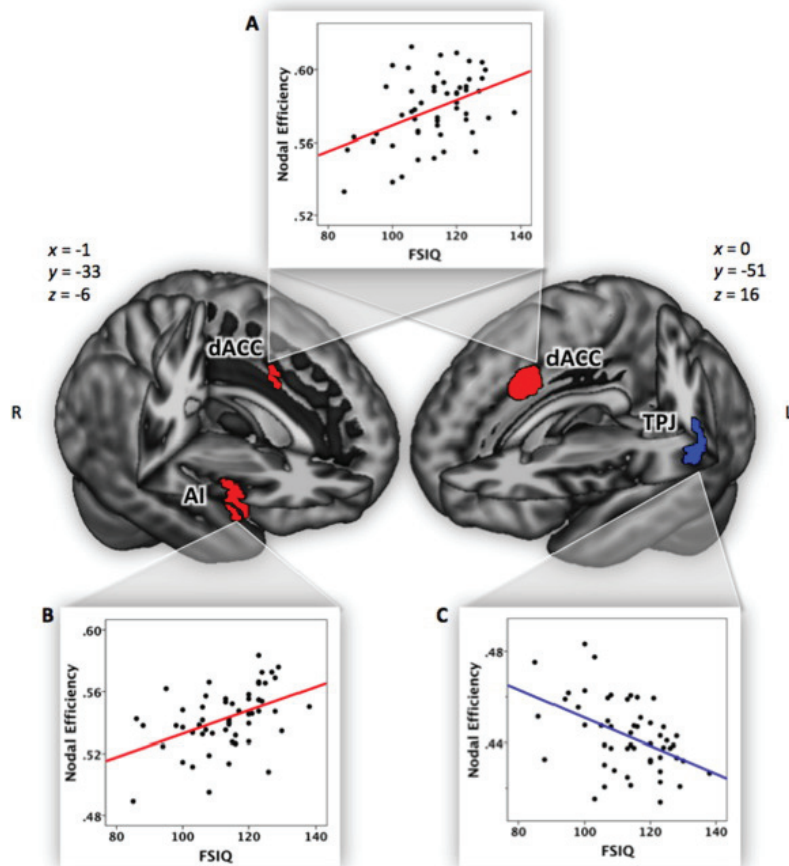 A
Nodal Efficiency
.60
.56
.52
80 100 120 140
FSIQ
x = -1
y = -33
z = -6
x = 0
y = -51
z = 16
dACC
dACC
TPJ
R
L
AI
B
Nodal Efficiency
.60
.56
.52
.48
80 100 120 140
FSIQ
C
Nodal Efficiency
.48
.44
80 100 120 140
FSIQ